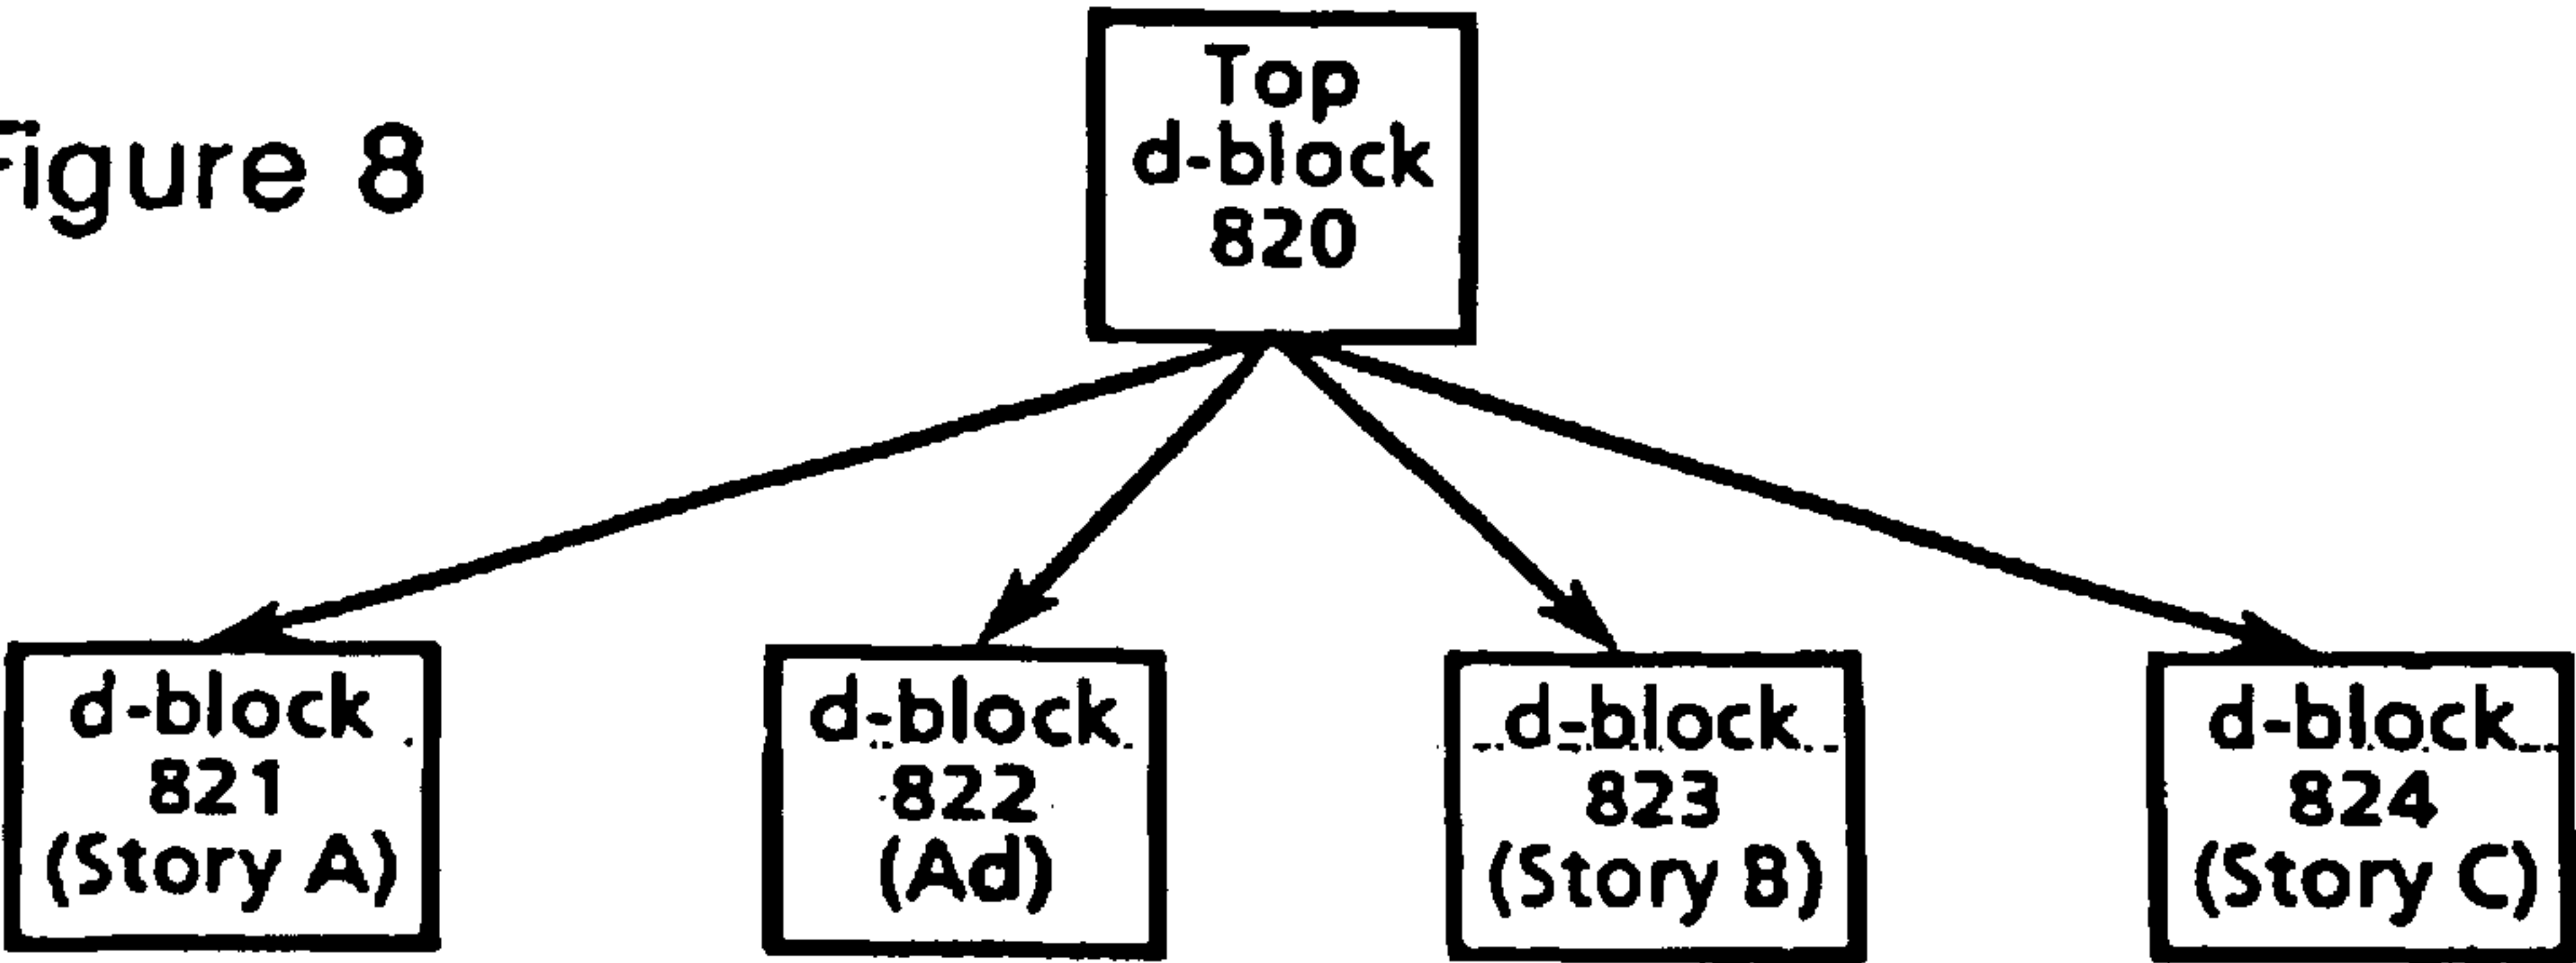 Figure 8
Top
d-block
820
d-block
821
(Story A)
d-block
822
(Ad)
d-block
823
(Story B)
d-block
824
(Story C)